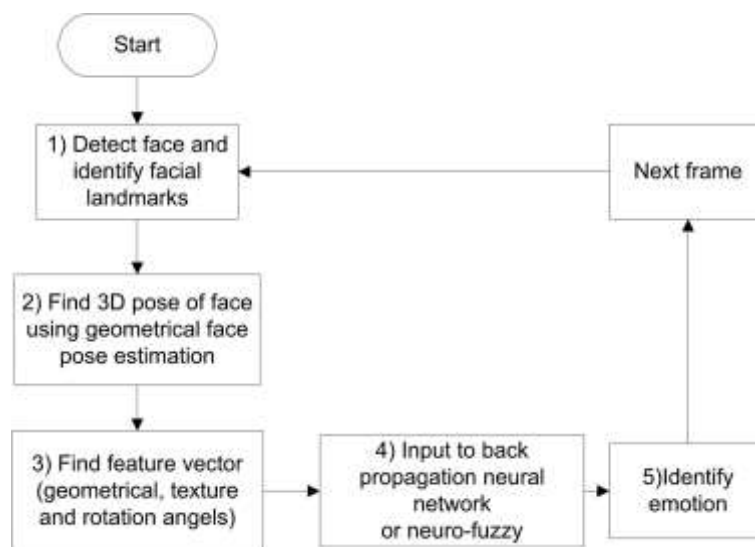 Start
1) Detect face and
identify facial
landmarks
Next frame
2) Find 3D pose of face
using geometrical face
pose estimation
3) Find feature vector
(geometrical, texture
and rotation angels)
4) Input to back
propagation neural
network
or neuro-fuzzy
5)Identify
emotion